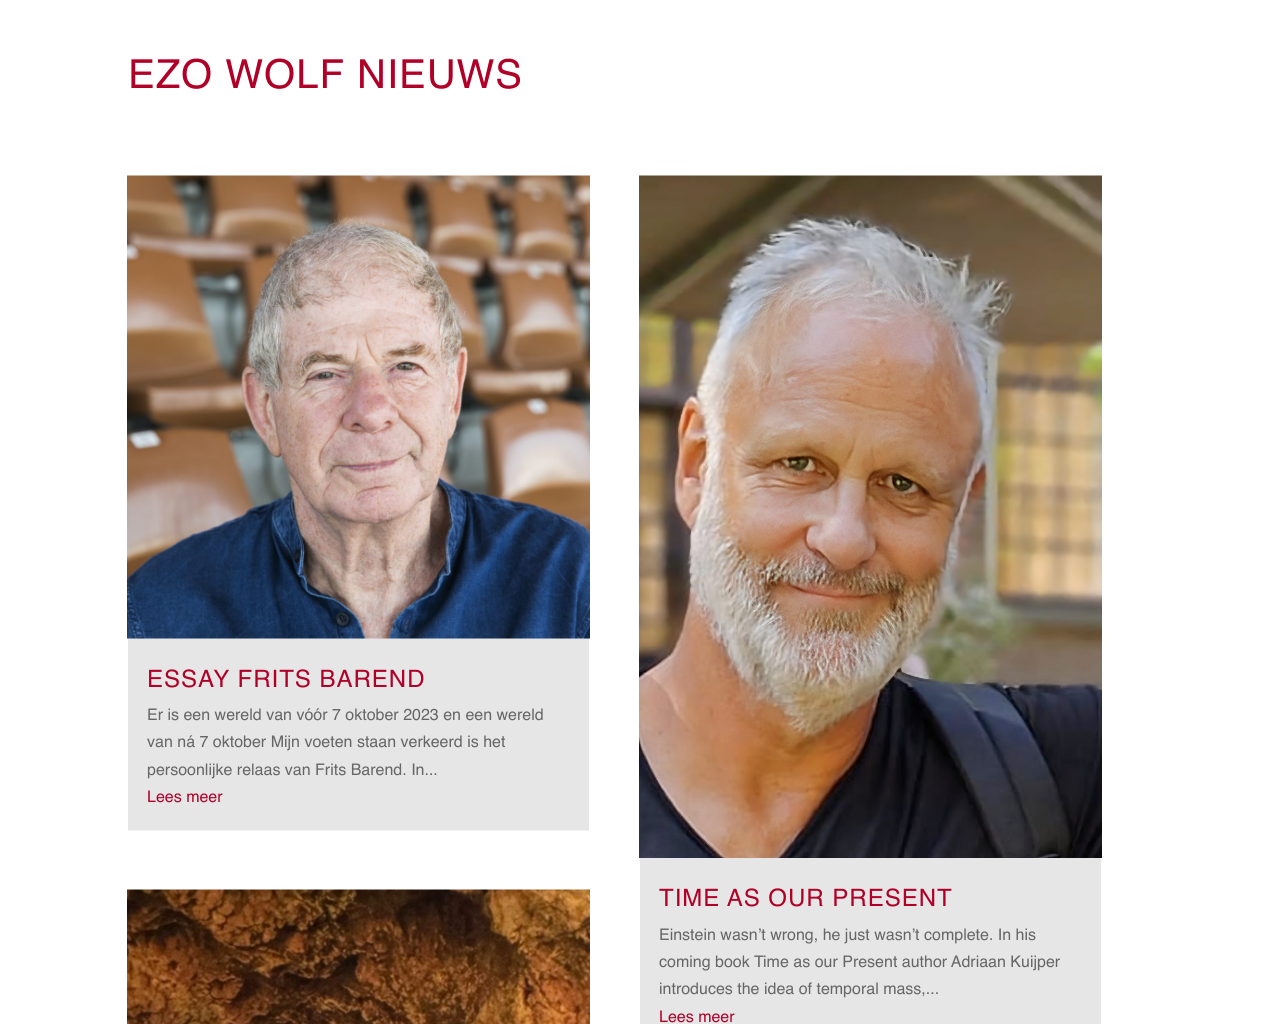 EZO WOLF NIEUWS
ESSAY FRITS BAREND
Er is een wereld van vóór 7 oktober 2023 en een wereld
van ná 7 oktober Mijn voeten staan verkeerd is het
persoonlijke relaas van Frits Barend. In...
Lees meer
TIME AS OUR PRESENT
Einstein wasn’t wrong, he just wasn’t complete. In his
coming book Time as our Present author Adriaan Kuijper
introduces the idea of temporal mass,...
Lees meer